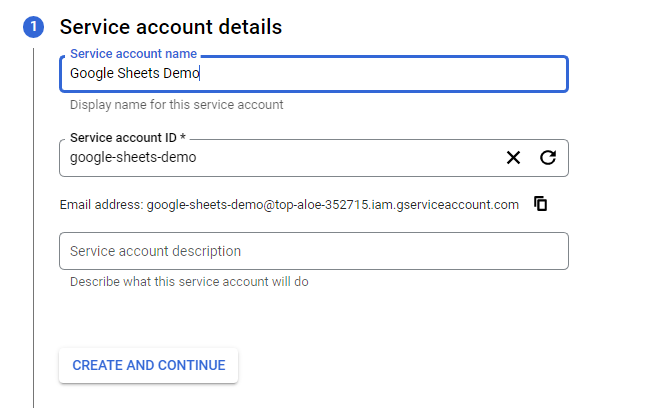 1 Service account details
Service account name
Google Sheets Demo
Display name for this service account
Service account ID *
google-sheets-demo
Email address: google-sheets-demo@top-aloe-352715.iam.gserviceaccount.com
Service account description
Describe what this service account will do
CREATE AND CONTINUE